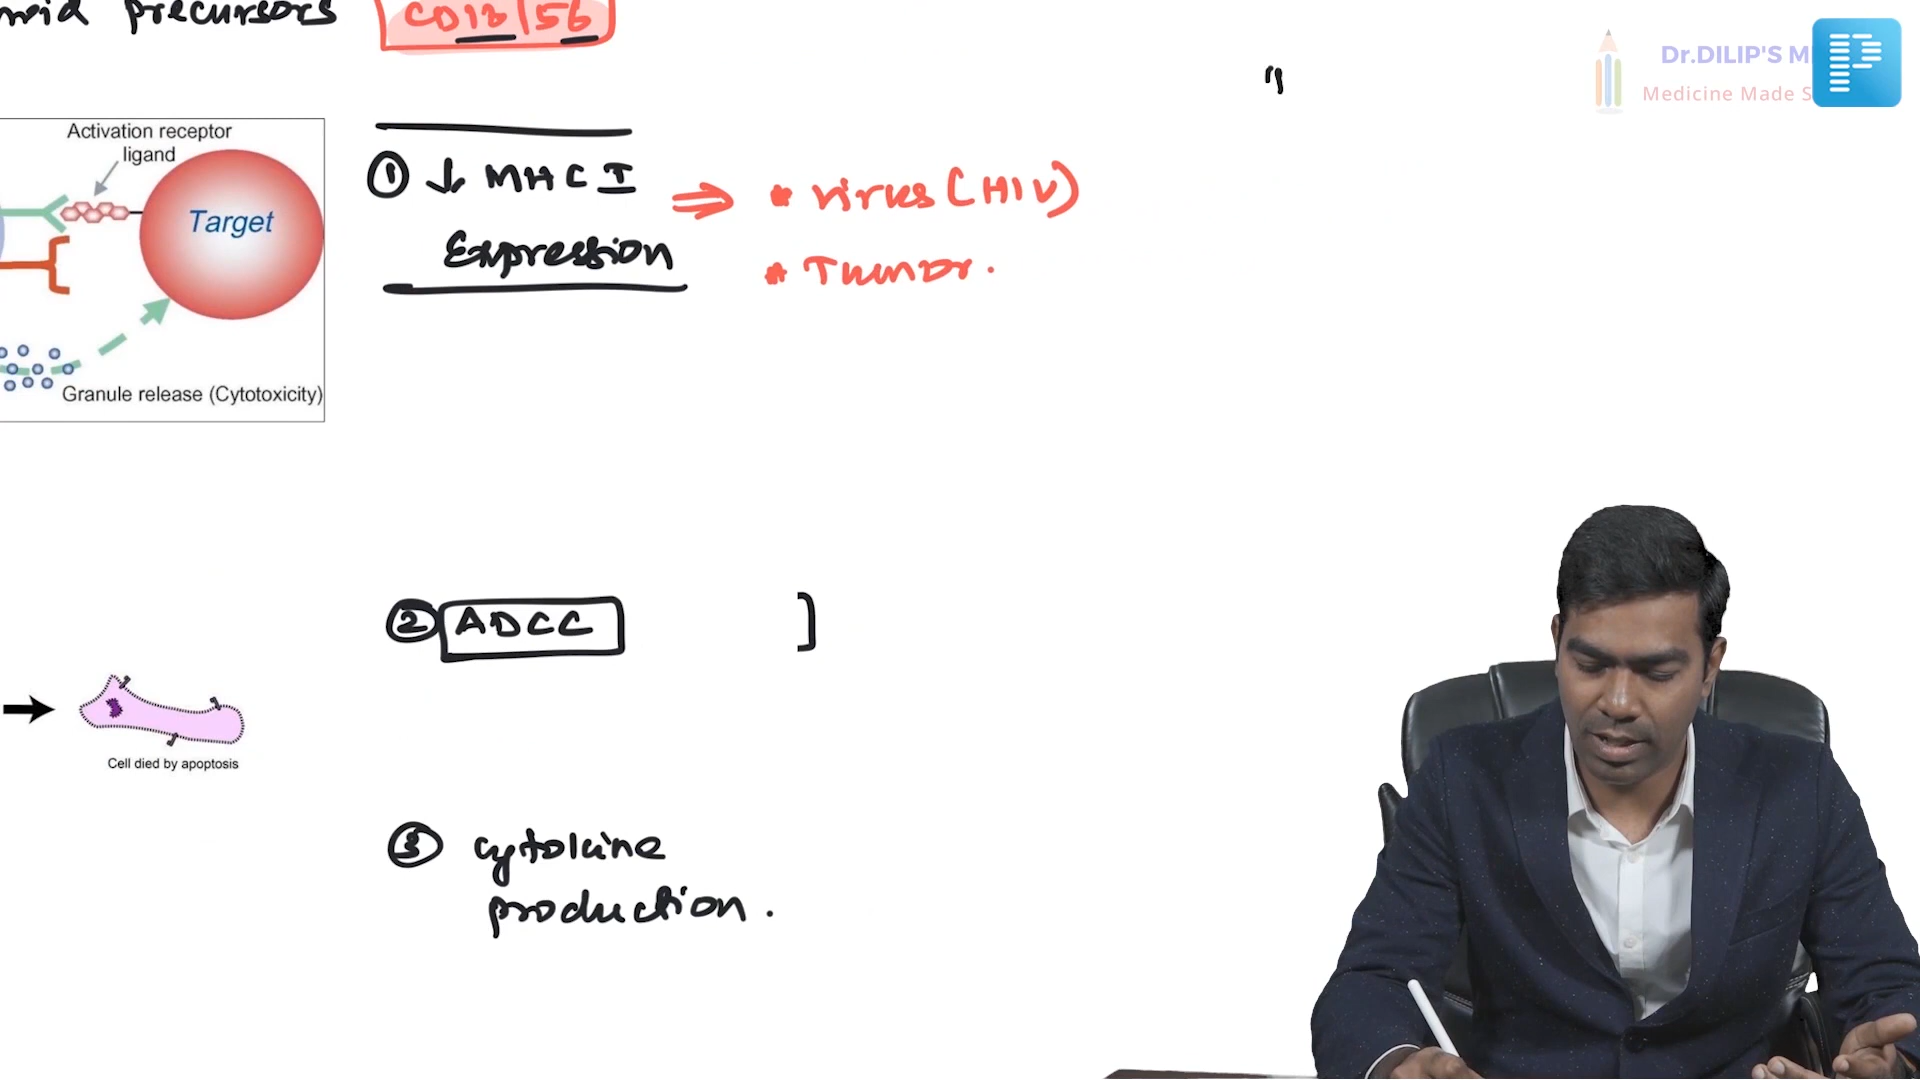 precursors CD13/56
Dr.DILIP'S M
Medicine Made S
Activation receptor
ligand
Target
Granule release (Cytotoxicity)
① ↓ MHC I
Expression
⇒ * virus (HIV)
* Tumor.
② ADCC ]
Cell died by apoptosis
③ cytokine
production.